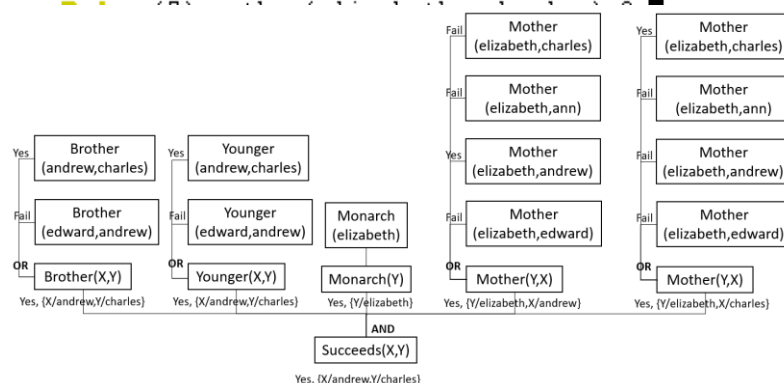 Fail
Mother
(elizabeth,charles)
Yes
Mother
(elizabeth,charles)
Fail
Mother
(elizabeth,ann)
Fail
Mother
(elizabeth,ann)
Yes
Brother
(andrew,charles)
Yes
Younger
(andrew,charles)
Yes
Mother
(elizabeth,andrew)
Fail
Mother
(elizabeth,andrew)
Fail
Brother
(edward,andrew)
Fail
Younger
(edward,andrew)
Monarch
(elizabeth)
Fail
Mother
(elizabeth,edward)
Fail
Mother
(elizabeth,edward)
OR
Brother(X,Y)
OR
Younger(X,Y)
Monarch(Y)
OR
Mother(Y,X)
OR
Mother(Y,X)
Yes, {X/andrew,Y/charles}
Yes, {X/andrew,Y/charles}
Yes, {Y/elizabeth}
Yes, {Y/elizabeth,X/andrew}
Yes, {Y/elizabeth,X/charles}
AND
Succeeds(X,Y)
Yes, {X/andrew,Y/charles}